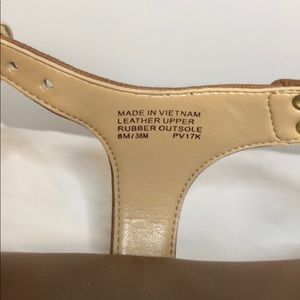 MADE IN VIETNAM
LEATHER UPPER
RUBBER OUTSOLE
8M/38M PV17K